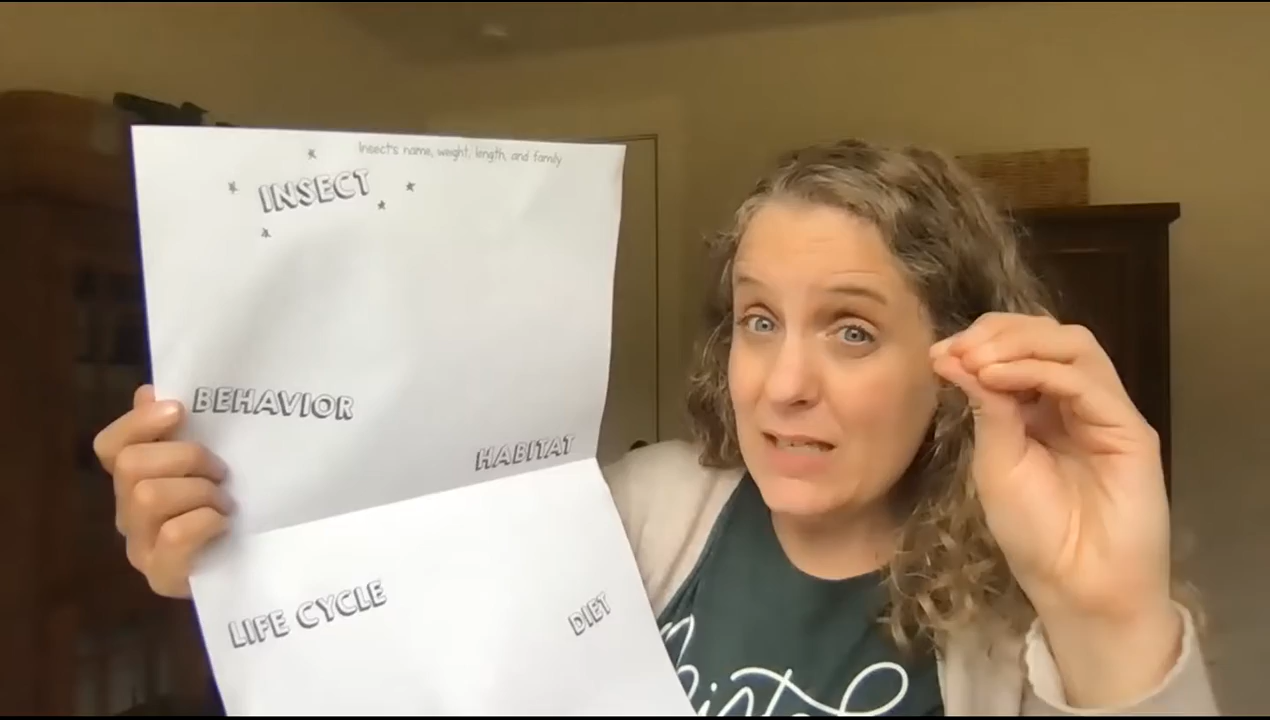 Insect's name, weight, length, and family
INSECT
BEHAVIOR
HABITAT
LIFE CYCLE
DIET